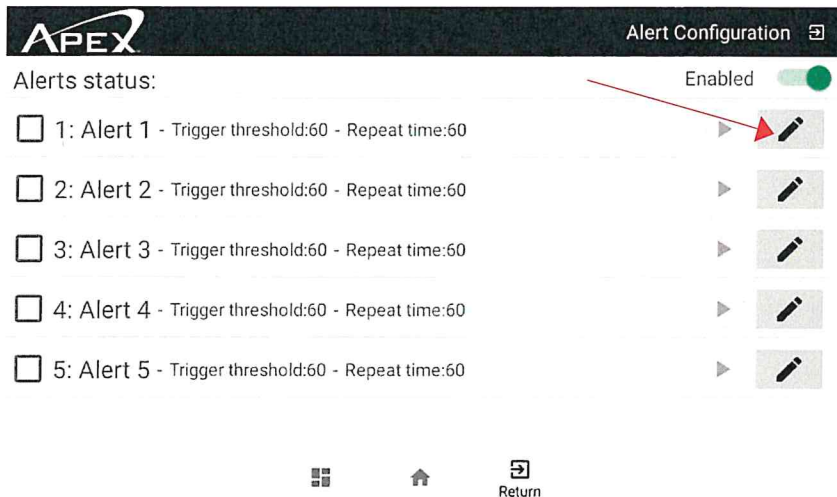 APEX
Alert Configuration
Alerts status:
Enabled
1: Alert 1 - Trigger threshold:60 - Repeat time:60
2: Alert 2 - Trigger threshold:60 - Repeat time:60
3: Alert 3 - Trigger threshold:60 - Repeat time:60
4: Alert 4 - Trigger threshold:60 - Repeat time:60
5: Alert 5 - Trigger threshold:60 - Repeat time:60
Return